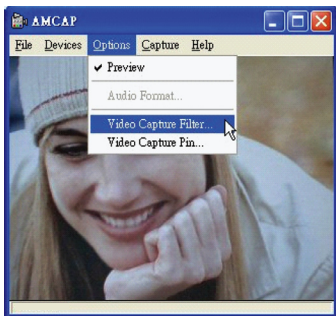 AMCAP
File Devices Options Capture Help
✔ Preview
Audio Format...
Video Capture Filter...
Video Capture Pin...